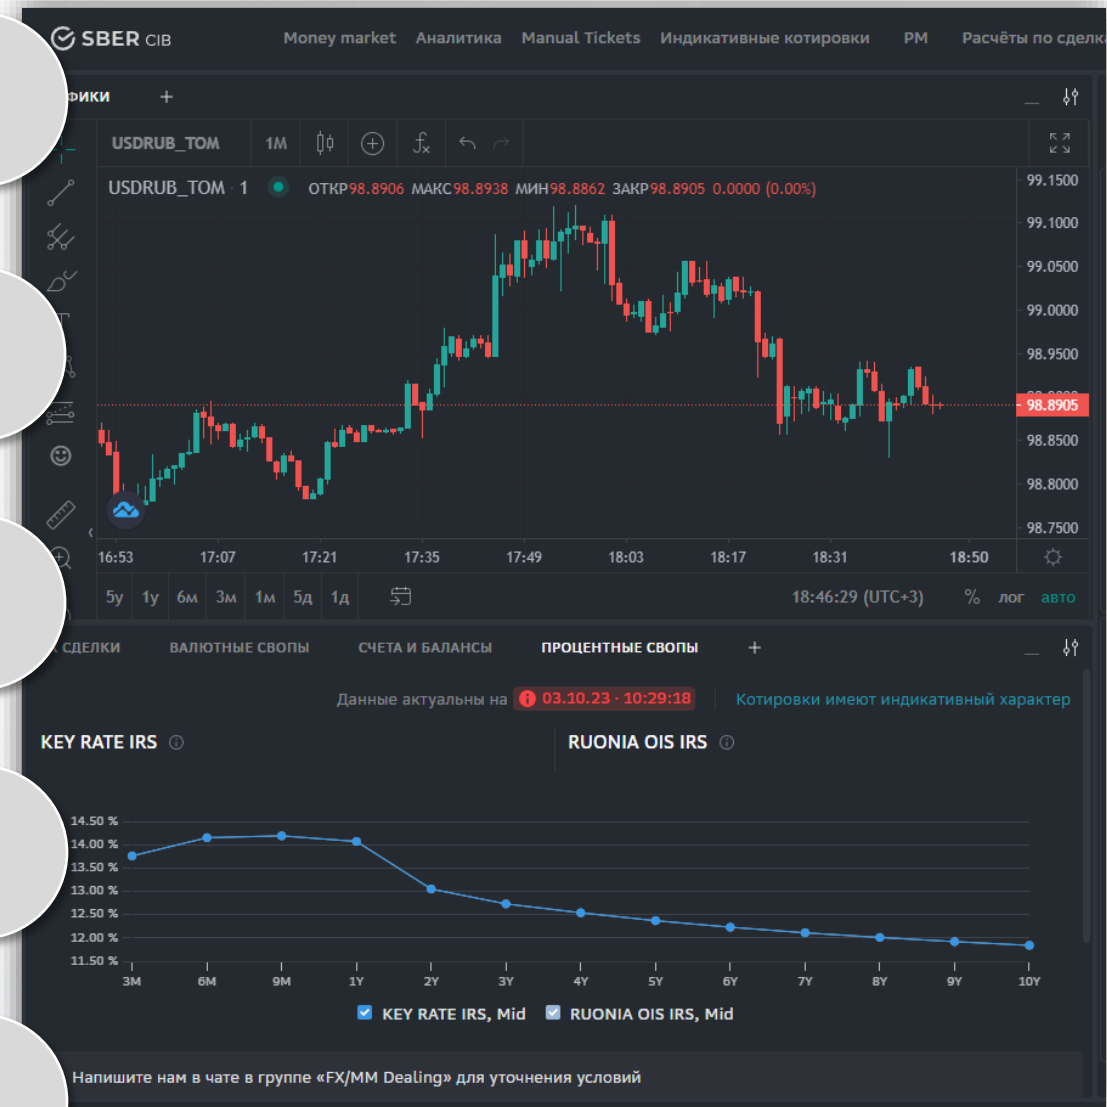 SBER CIB
Money market Аналитика Manual Tickets Индикативные котировки PM Расчёты по
+
USDRUB_TOM 1М fx
USDRUB_TOM · 1 ОТКР98.8906 МАКС98.8938 МИН98.8862 ЗАКР98.8905 0.0000 (0.00%)
99.1500
99.1000
99.0500
99.0000
98.9500
98.8905
98.8500
98.8000
98.7500
16:53 17:07 17:21 17:35 17:49 18:03 18:17 18:31 18:50
5y 1y 6м 3м 1м 5д 1д 18:46:29 (UTC+3) % лог авто
СДЕЛКИ ВАЛЮТНЫЕ СВОПЫ СЧЕТА И БАЛАНСЫ ПРОЦЕНТНЫЕ СВОПЫ +
Данные актуальны на 03.10.23 · 10:29:18 Котировки имеют индикативный характер
KEY RATE IRS RUONIA OIS IRS
14.50 %
14.00 %
13.50 %
13.00 %
12.50 %
12.00 %
11.50 %
3M 6M 9M 1Y 2Y 3Y 4Y 5Y 6Y 7Y 8Y 9Y 10Y
KEY RATE IRS, Mid RUONIA OIS IRS, Mid
Напишите нам в чате в группе «FX/MM Dealing» для уточнения условий